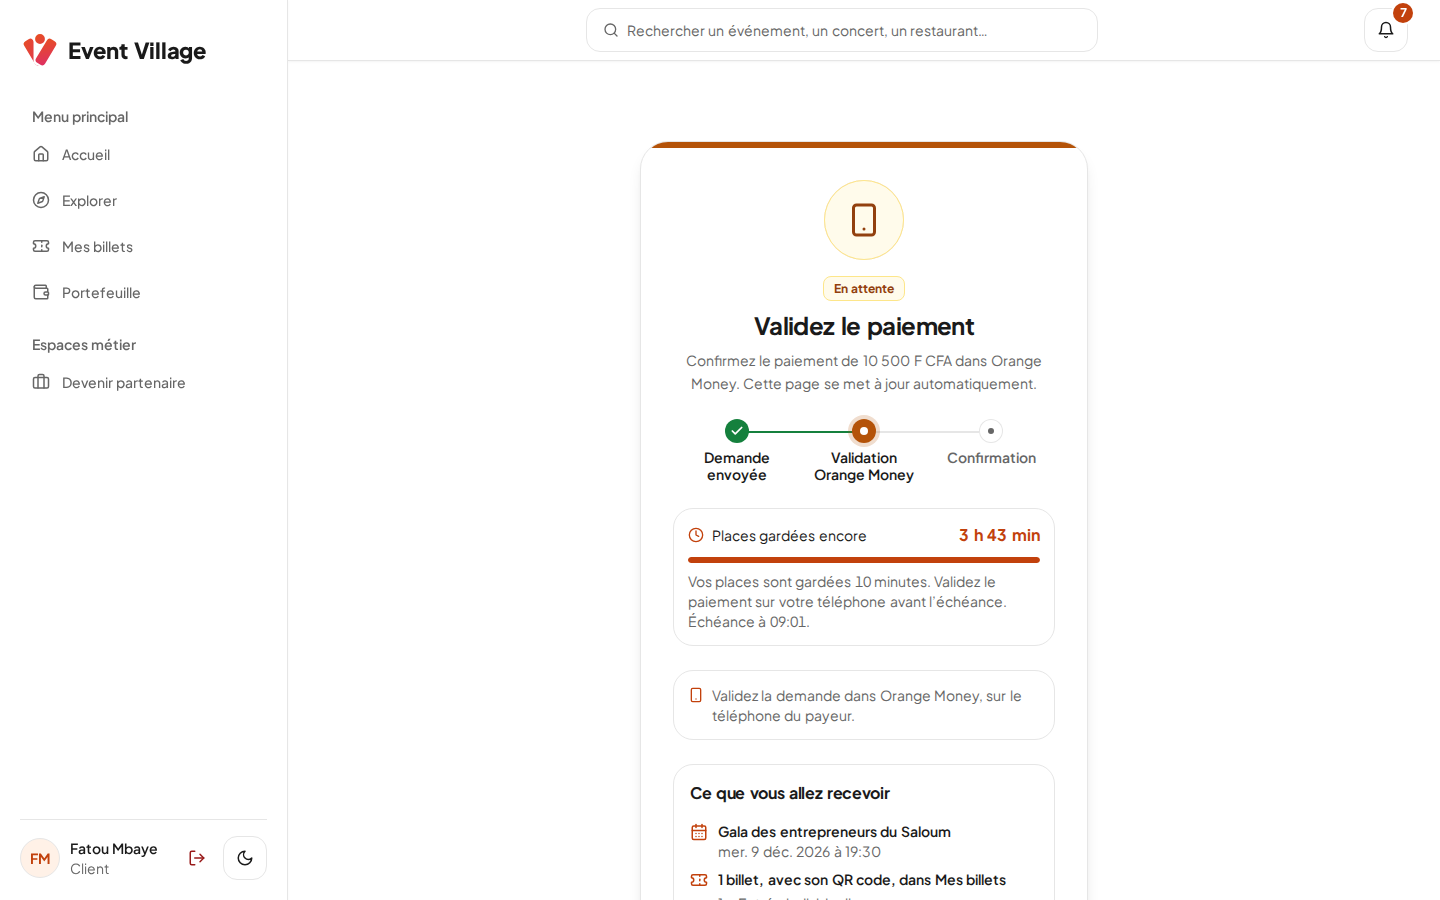 Event Village
Rechercher un événement, un concert, un restaurant...
7
Menu principal
Accueil
Explorer
Mes billets
Portefeuille
Espaces métier
Devenir partenaire
En attente
Validez le paiement
Confirmez le paiement de 10 500 F CFA dans Orange
Money. Cette page se met à jour automatiquement.
Demande
envoyée
Validation
Orange Money
Confirmation
Places gardées encore
3 h 43 min
Vos places sont gardées 10 minutes. Validez le
paiement sur votre téléphone avant l'échéance.
Échéance à 09:01.
Validez la demande dans Orange Money, sur le
téléphone du payeur.
Ce que vous allez recevoir
Gala des entrepreneurs du Saloum
mer. 9 déc. 2026 à 19:30
1 billet, avec son QR code, dans Mes billets
FM
Fatou Mbaye
Client